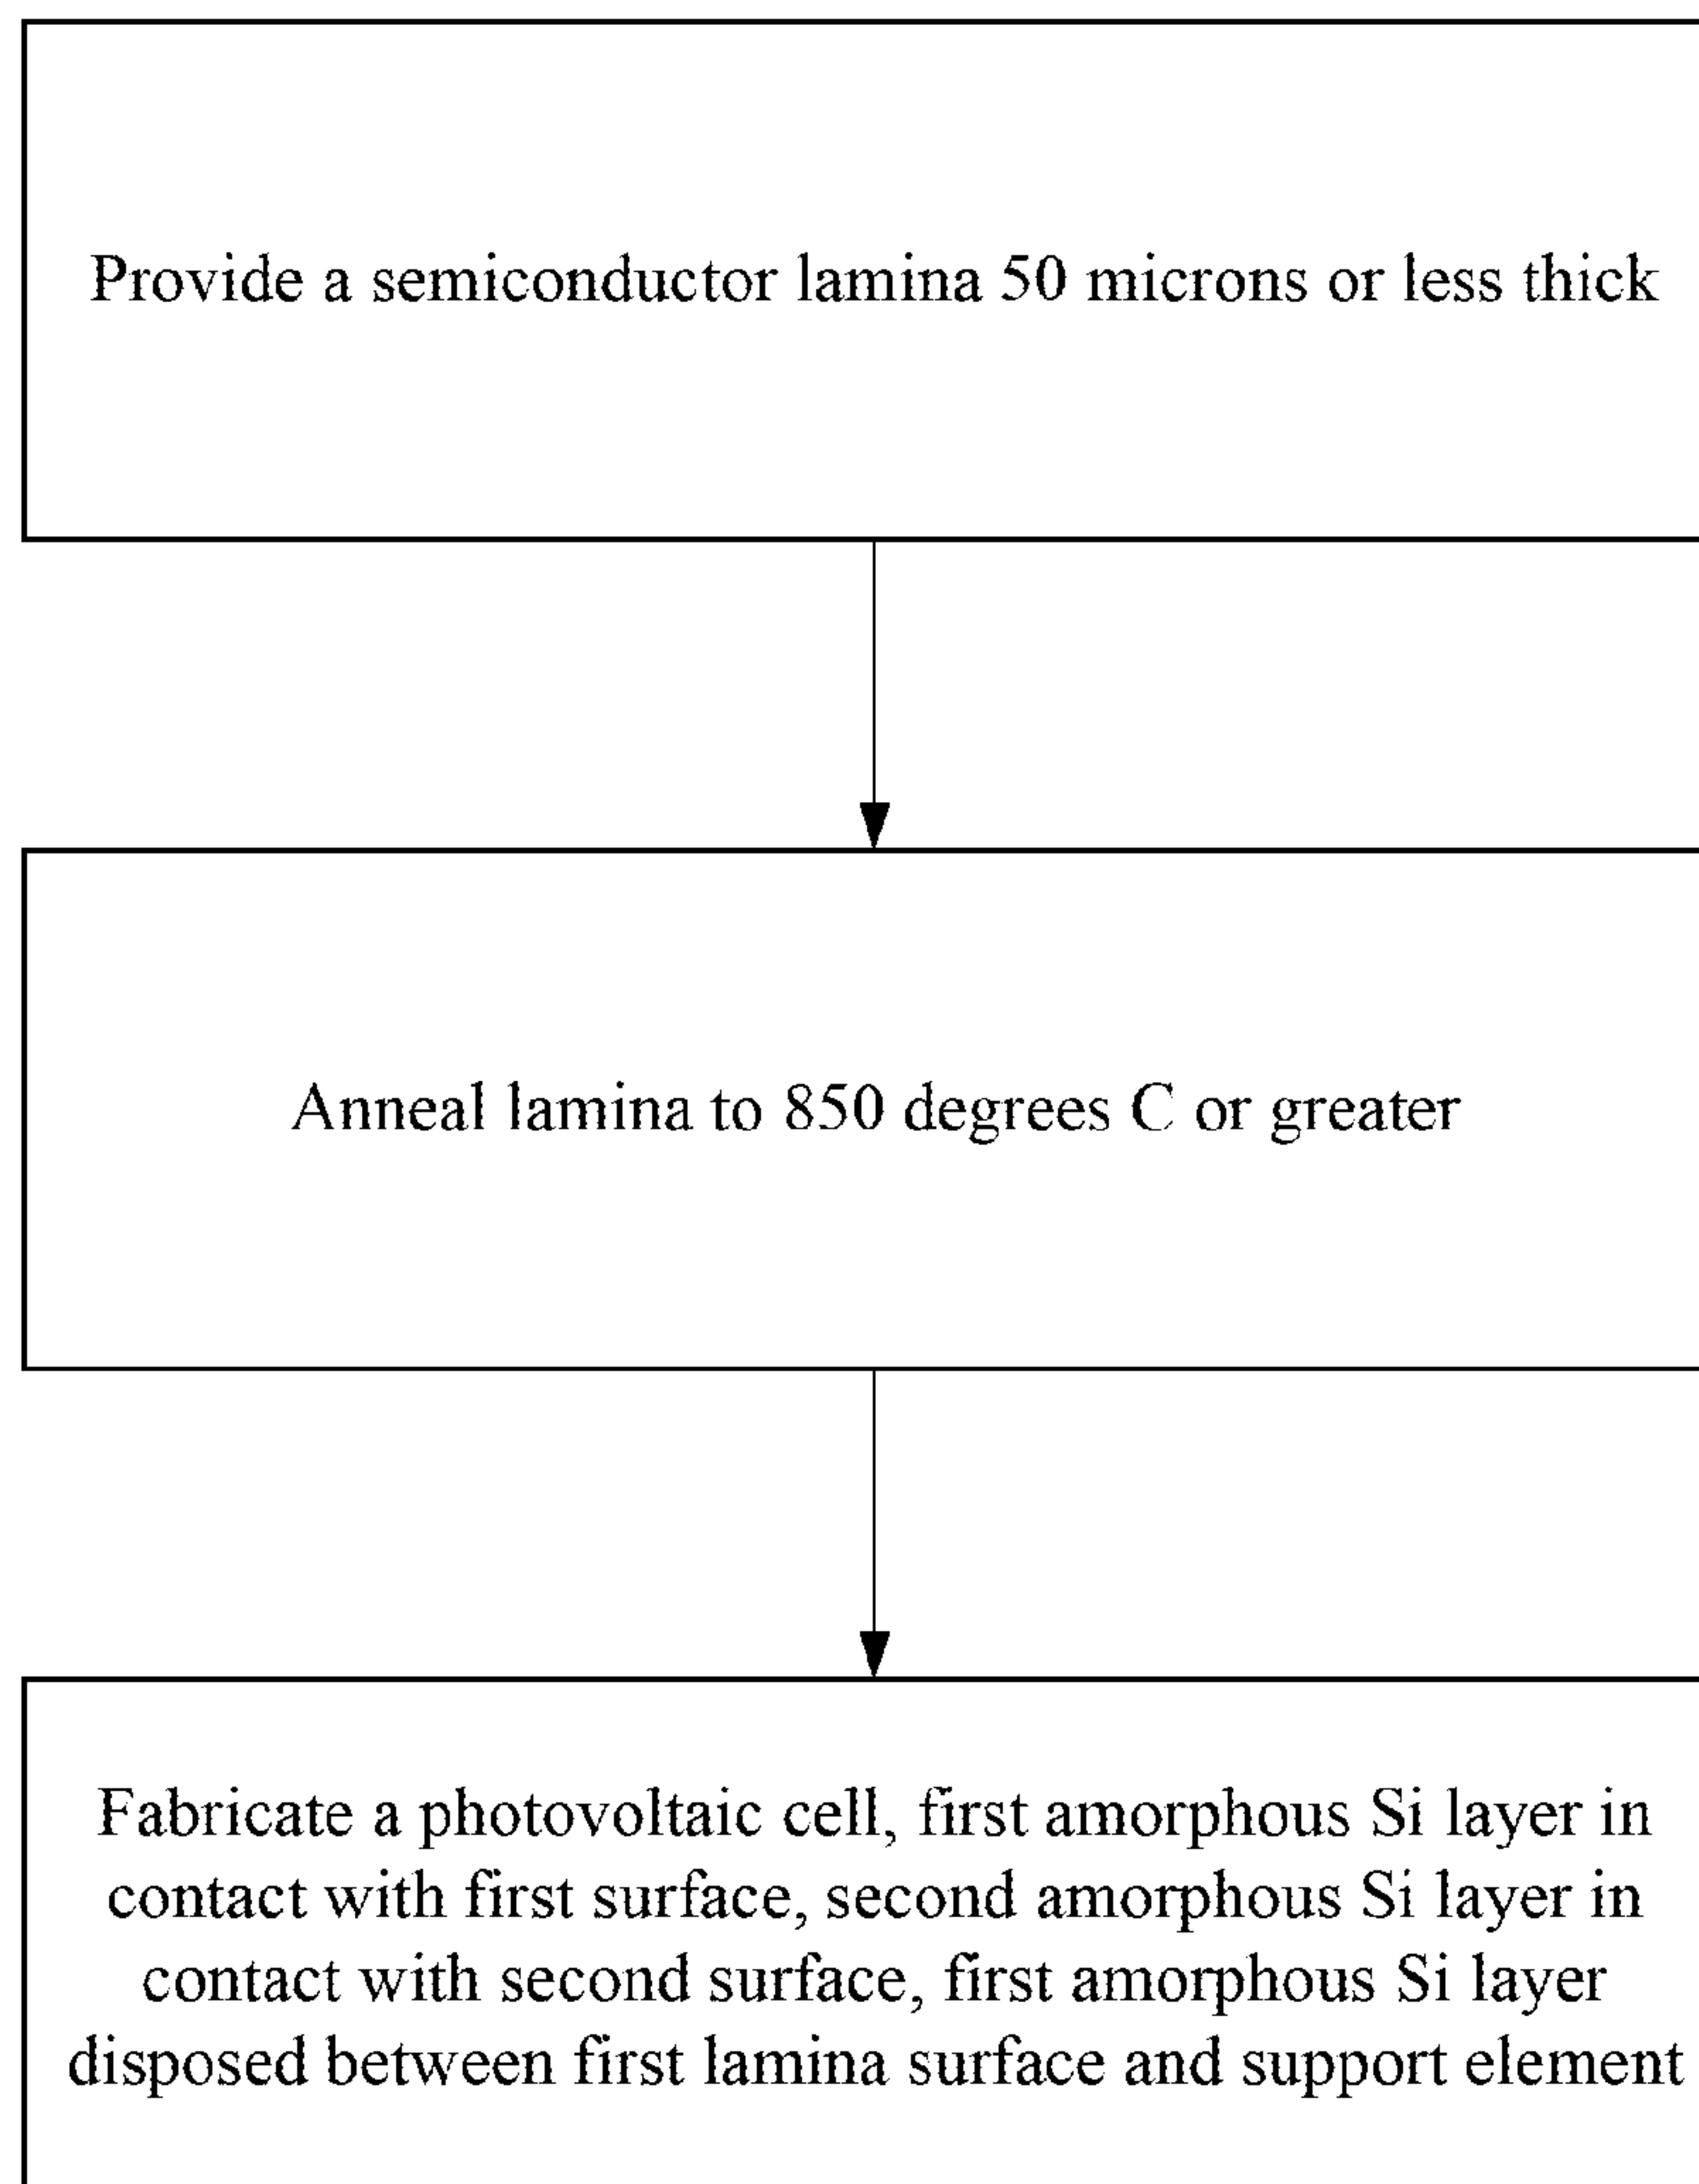 Provide a semiconductor lamina 50 microns or less thick
Anneal lamina to 850 degrees C or greater
Fabricate a photovoltaic cell, first amorphous Si layer in
contact with first surface, second amorphous Si layer in
contact with second surface, first amorphous Si layer
disposed between first lamina surface and support element